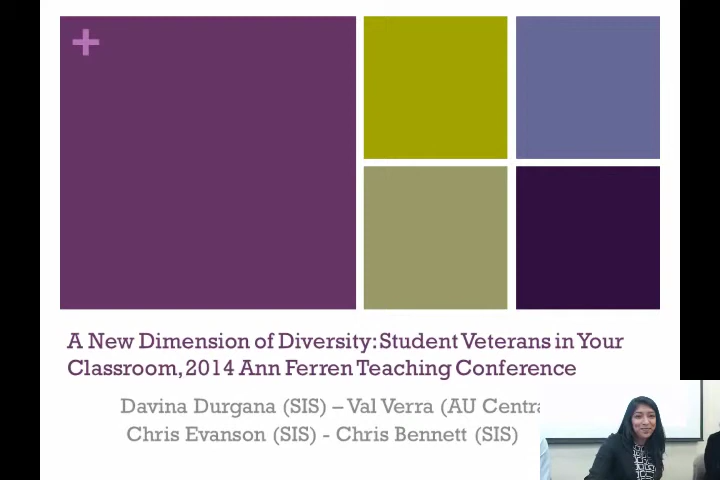 +
A New Dimension of Diversity: Student Veterans in Your
Classroom, 2014 Ann Ferren Teaching Conference
Davina Durgana (SIS) – Val Verra (AU Centra
Chris Evanson (SIS) - Chris Bennett (SIS)